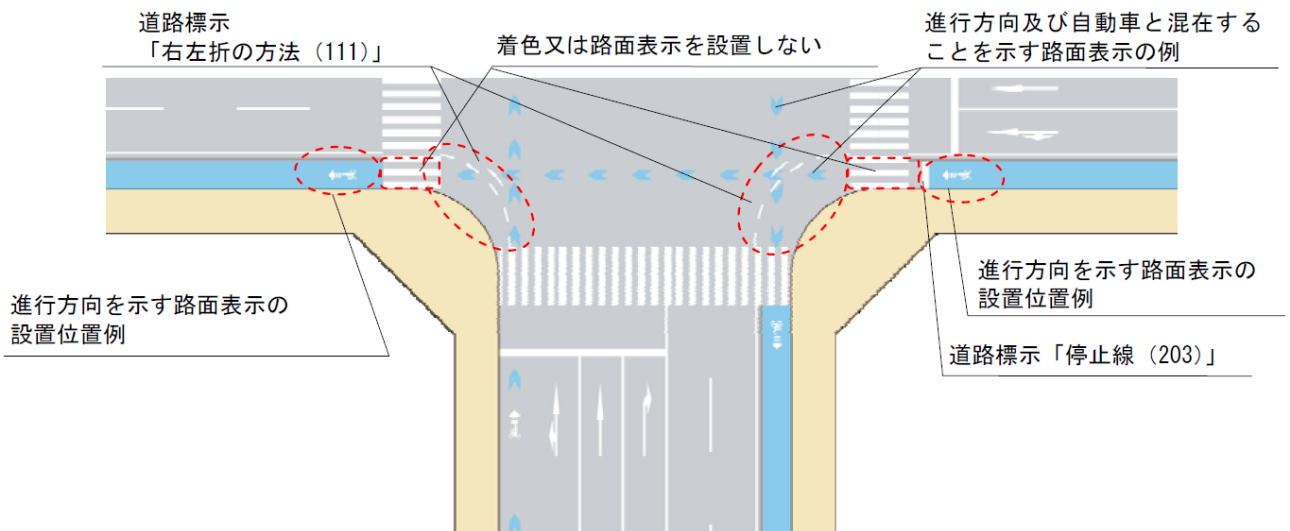 道路標示
「右左折の方法（111）」
着色又は路面表示を設置しない
進行方向及び自動車と混在する
ことを示す路面表示の例
進行方向を示す路面表示の
設置位置例
進行方向を示す路面表示の
設置位置例
道路標示「停止線（203）」